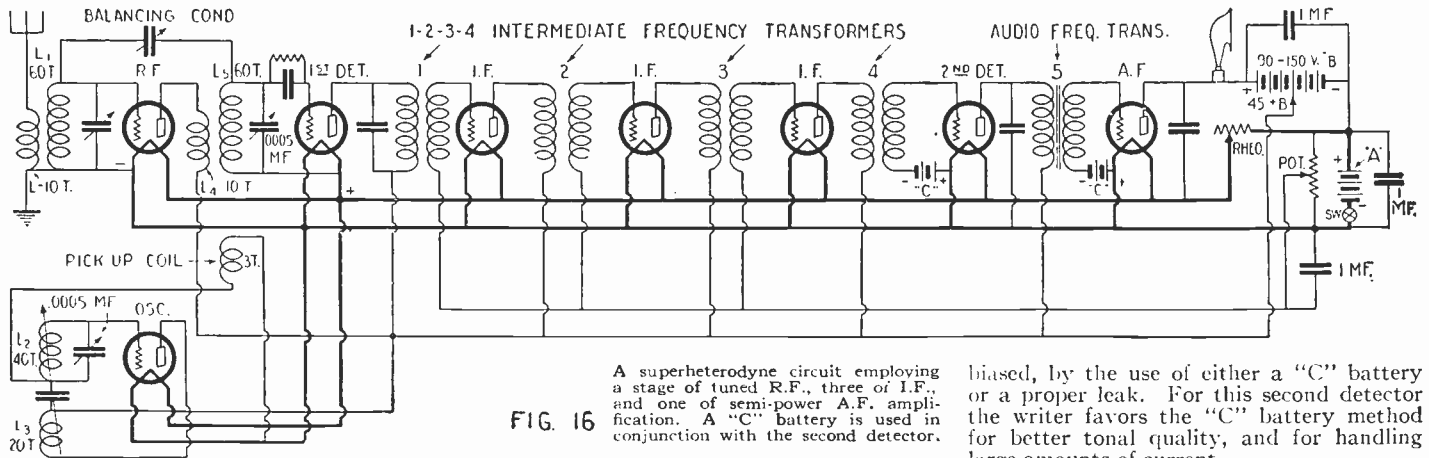 BALANCING COND
1-2-3-4 INTERMEDIATE FREQUENCY TRANSFORMERS
AUDIO FREQ. TRANS.
1 MF.
L1
60T.
R.F
L5 60T.
1ST DET.
1
I.F.
2
I.F.
3
I.F.
4
2ND DET.
5
A.F
90-150 V. "B
+
-
45 +B
.0005
MF
RHEO.
POT.
+
"A"
-
SW
1
MF.
-
L-10 T.
L4 10 T.
+
- "C" +
- "C" +
1 MF.
PICK UP COIL
3T.
.0005 MF
OSC.
L2
40T.
L3
20T
FIG. 16
A superheterodyne circuit employing
a stage of tuned R.F., three of I.F.,
and one of semi-power A.F. ampli-
fication. A "C" battery is used in
conjunction with the second detector.
biased, by the use of either a "C" battery
or a proper leak. For this second detector
the writer favors the "C" battery method
for better tonal quality, and for handling
large amounts of current